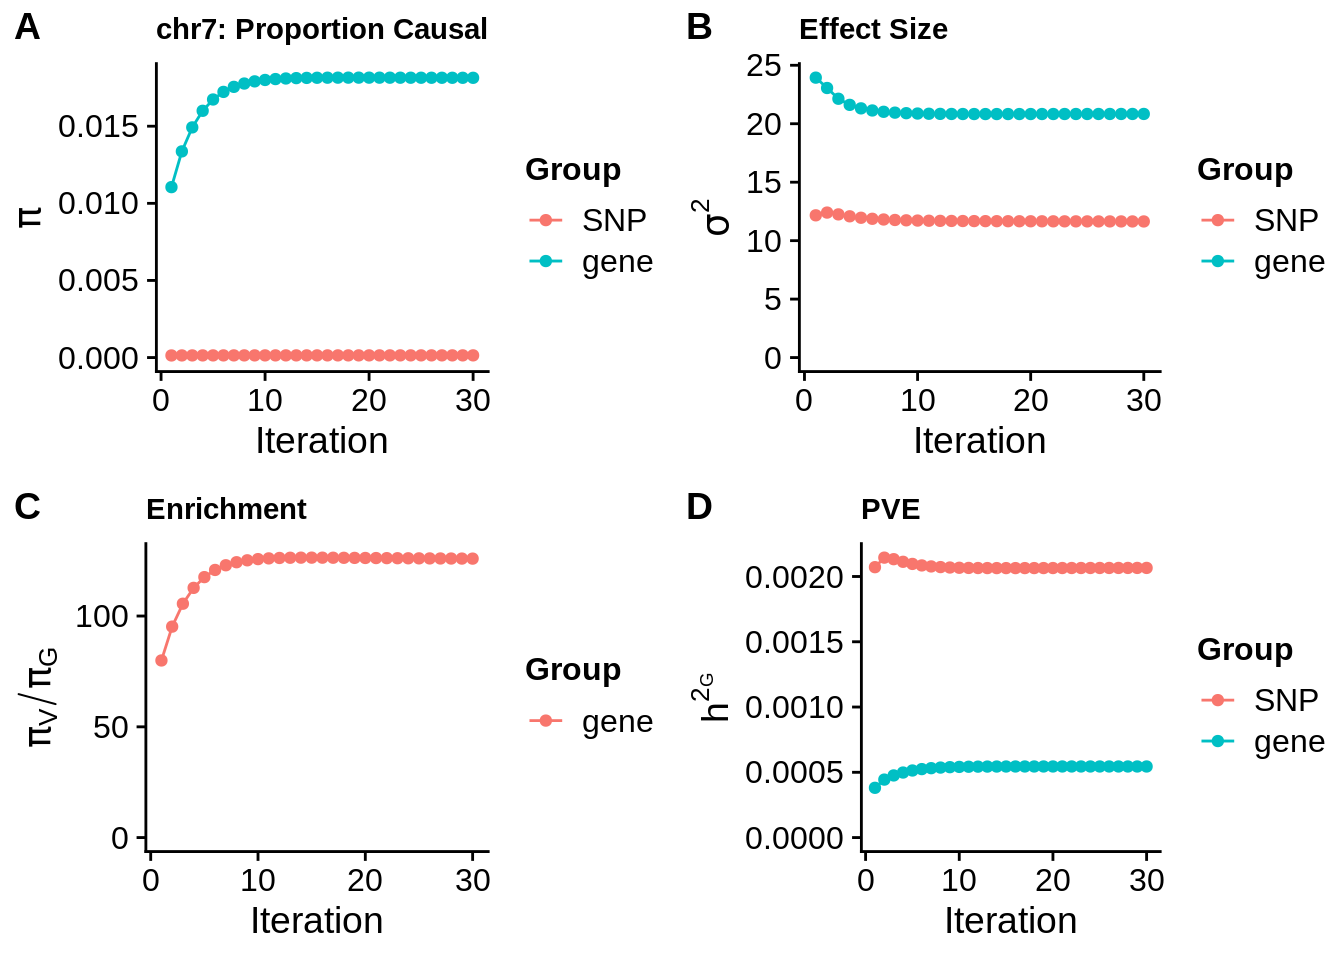 A
chr7: Proportion Causal
π
0.015
0.010
0.005
0.000
0 10 20 30
Iteration
Group
SNP
gene
B
Effect Size
σ²
25
20
15
10
5
0
0 10 20 30
Iteration
Group
SNP
gene
C
Enrichment
πV/πG
100
50
0
0 10 20 30
Iteration
Group
gene
D
PVE
h2G
0.0020
0.0015
0.0010
0.0005
0.0000
0 10 20 30
Iteration
Group
SNP
gene